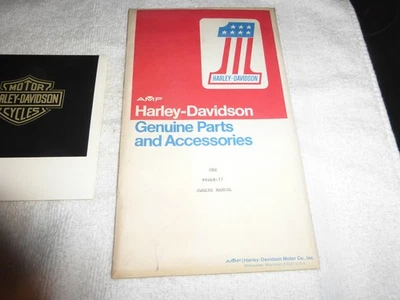 MOTOR
HARLEY-DAVIDSON
CYCLES
HARLEY-DAVIDSON
AMF
Harley-Davidson
Genuine Parts
and Accessories
OWNERS MANUAL
AMF | Harley-Davidson Motor Co., Inc.